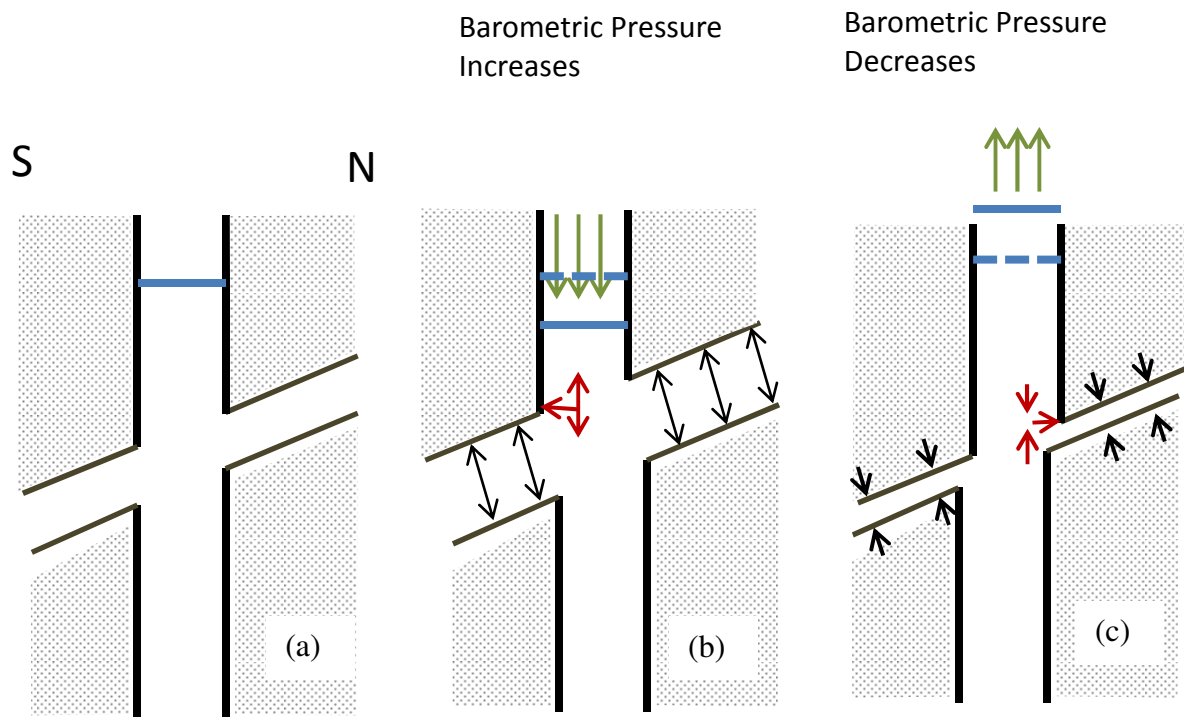 Barometric Pressure
Increases
Barometric Pressure
Decreases
S
N
(a)
(b)
(c)